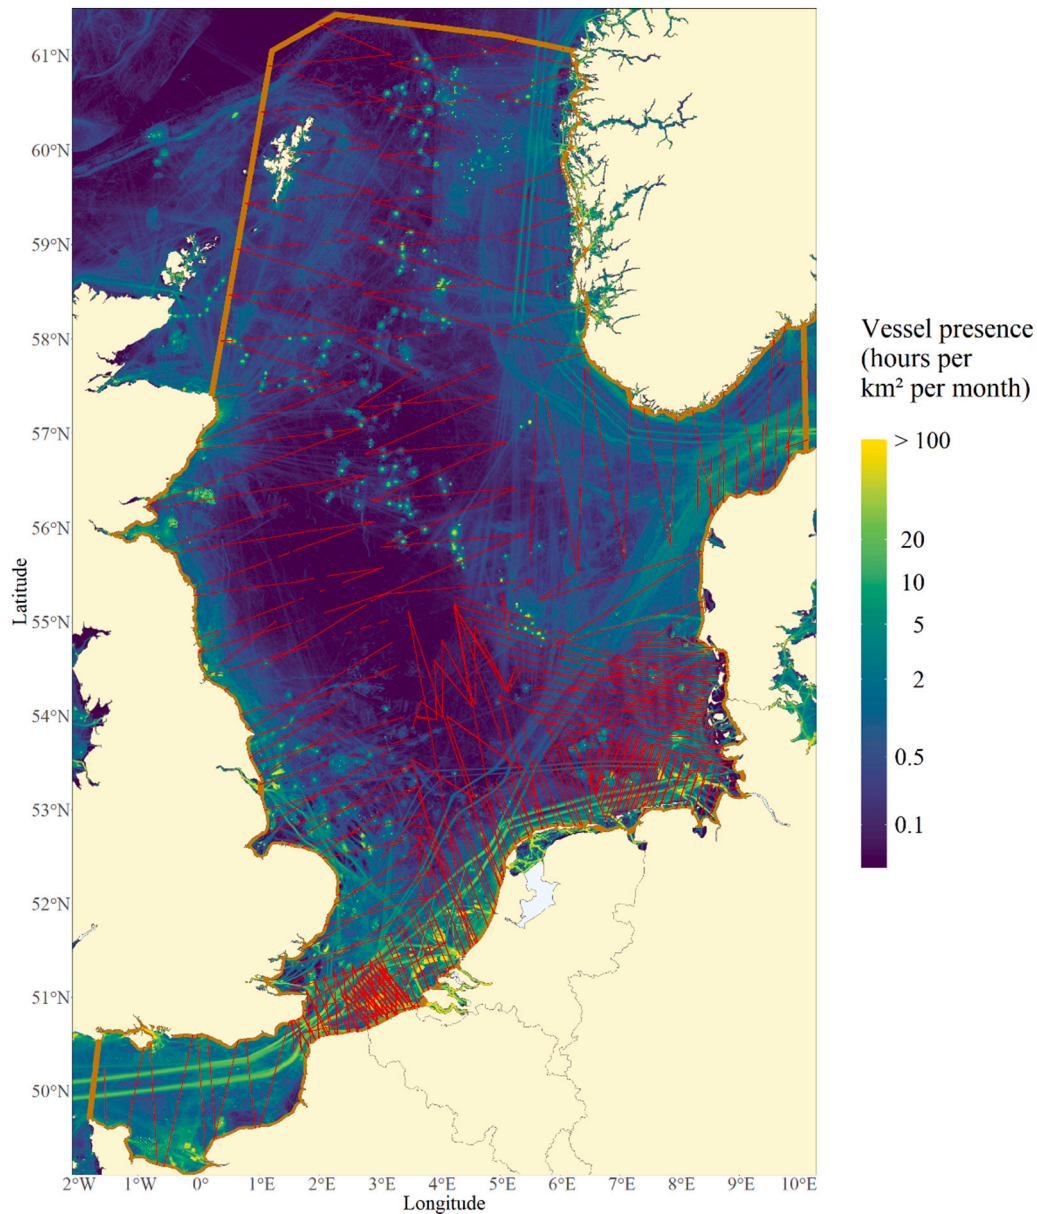 61°N
60°N
59°N
58°N
57°N
56°N
55°N
54°N
53°N
52°N
51°N
50°N
Latitude
2°W 1°W 0° 1°E 2°E 3°E 4°E 5°E 6°E 7°E 8°E 9°E 10°E
Longitude
Vessel presence
(hours per
km² per month)
> 100
20
10
5
2
0.5
0.1